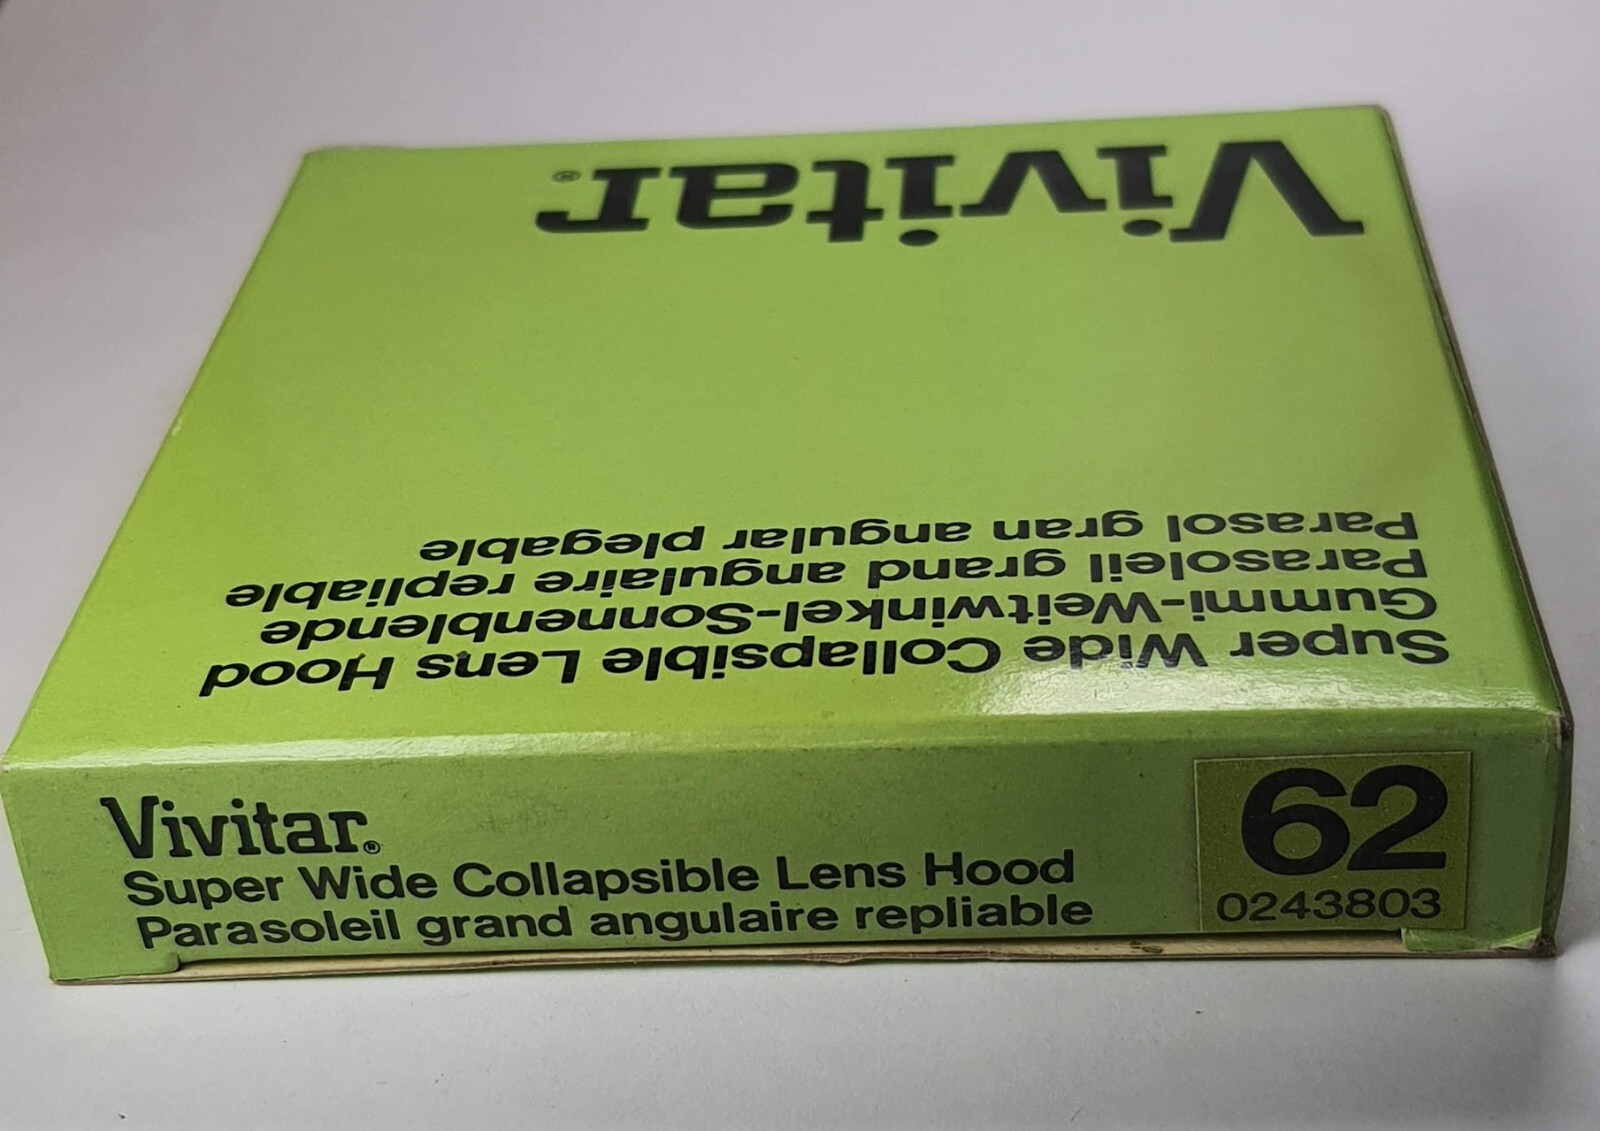 Vivitar®
Super Wide Collapsible Lens Hood
Gummi-Weitwinkel-Sonnenblende
Parasoleil grand angulaire repliable
Parasol gran angular plegable
Vivitar®
Super Wide Collapsible Lens Hood
Parasoleil grand angulaire repliable
62
0243803